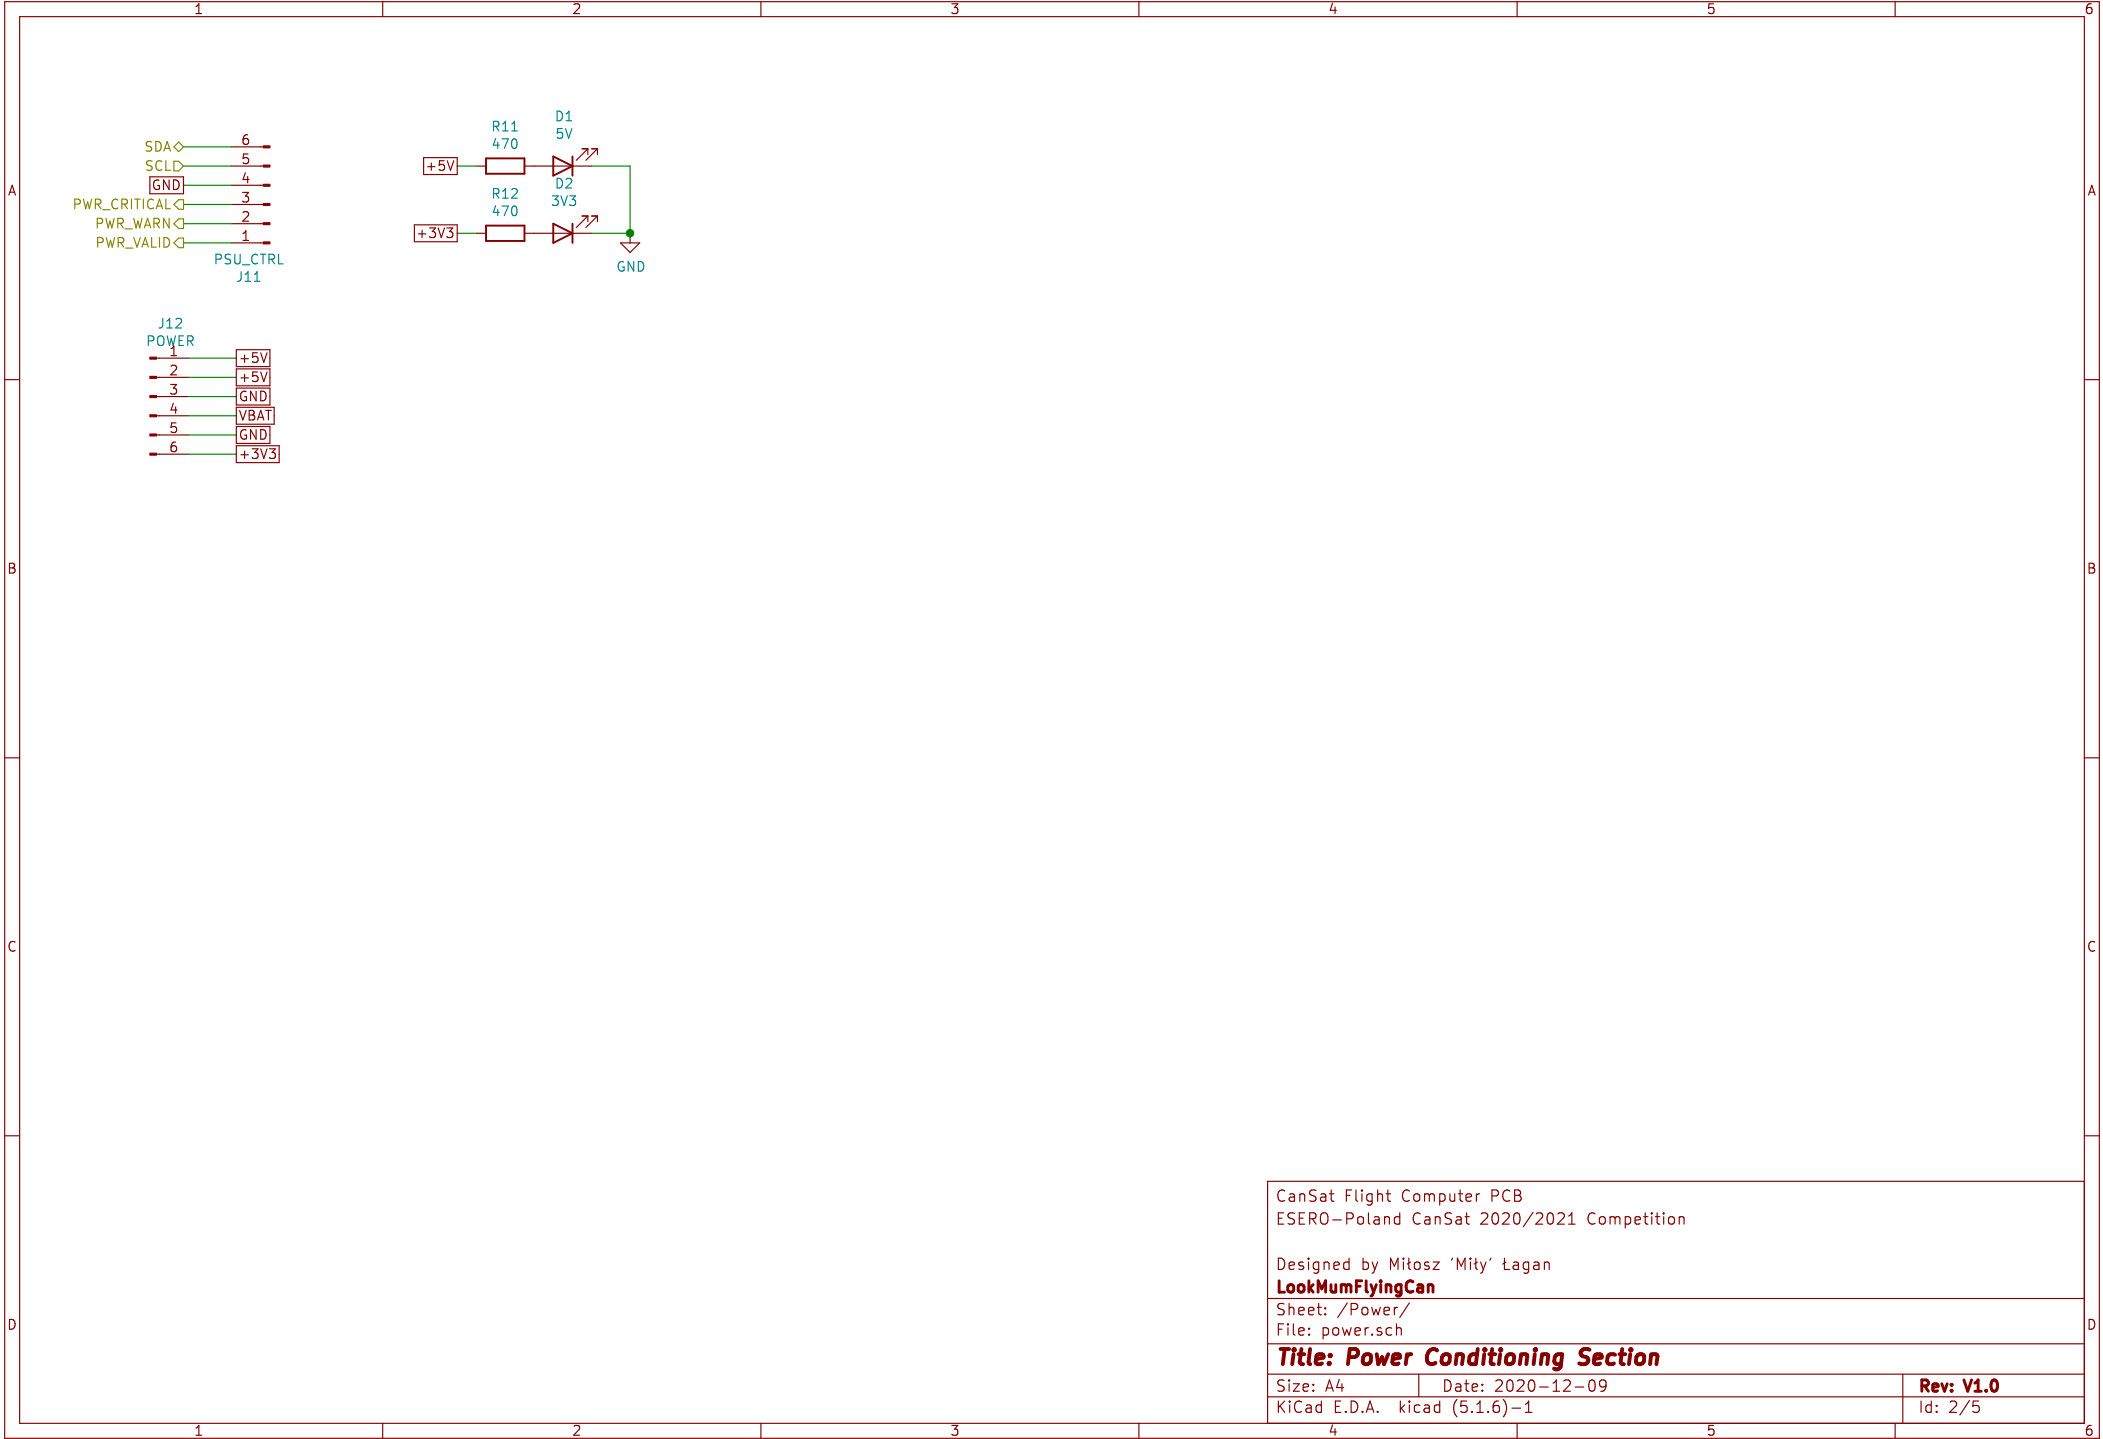 1 2 3 4 5 6
A A
B B
C C
D D
SDA 6
SCL 5
GND 4
PWR_CRITICAL 3
PWR_WARN 2
PWR_VALID 1
PSU_CTRL
J11
J12
POWER
1 +5V
2 +5V
3 GND
4 VBAT
5 GND
6 +3V3
R11
470
D1
5V
+5V
R12
470
D2
3V3
+3V3
GND
CanSat Flight Computer PCB
ESERO-Poland CanSat 2020/2021 Competition
Designed by Miłosz 'Miły' Łagan
LookMumFlyingCan
Sheet: /Power/
File: power.sch
Title: Power Conditioning Section
Size: A4 Date: 2020-12-09 Rev: V1.0
KiCad E.D.A. kicad (5.1.6)-1 Id: 2/5
1 2 3 4 5 6